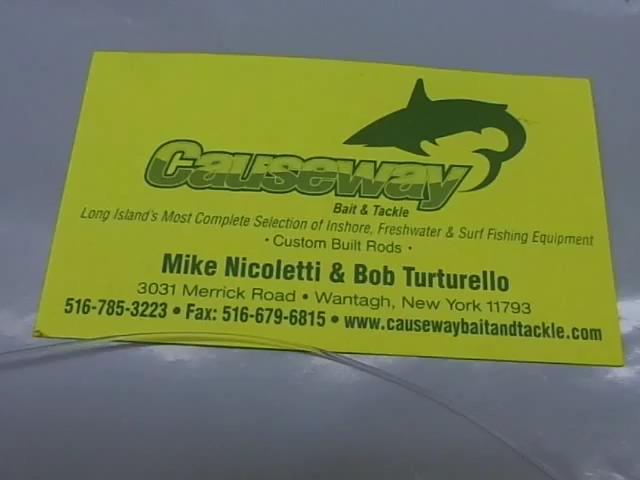 Causeway
Bait & Tackle
Long Island's Most Complete Selection of Inshore, Freshwater & Surf Fishing Equipment
• Custom Built Rods •
Mike Nicoletti & Bob Turturello
3031 Merrick Road • Wantagh, New York 11793
516-785-3223 • Fax: 516-679-6815 • www.causewaybaitandtackle.com